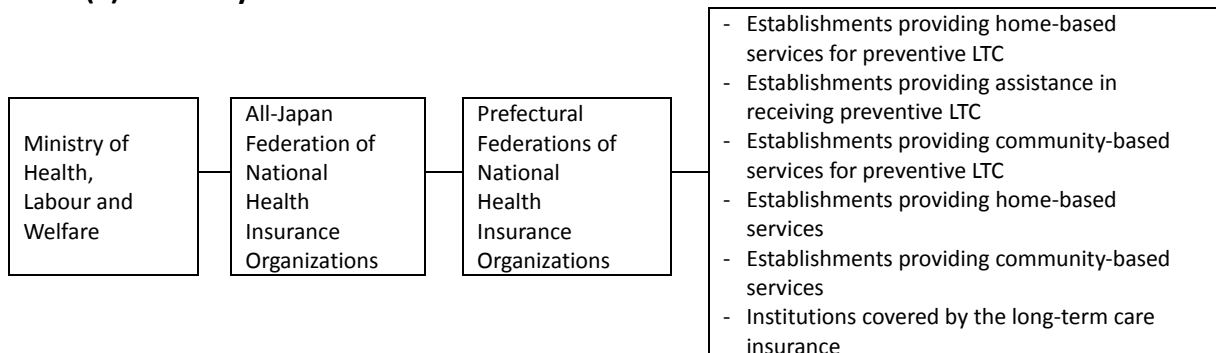 Ministry of
Health,
Labour and
Welfare
All-Japan
Federation of
National
Health
Insurance
Organizations
Prefectural
Federations of
National
Health
Insurance
Organizations
- Establishments providing home-based
services for preventive LTC
- Establishments providing assistance in
receiving preventive LTC
- Establishments providing community-based
services for preventive LTC
- Establishments providing home-based
services
- Establishments providing community-based
services
- Institutions covered by the long-term care
insurance